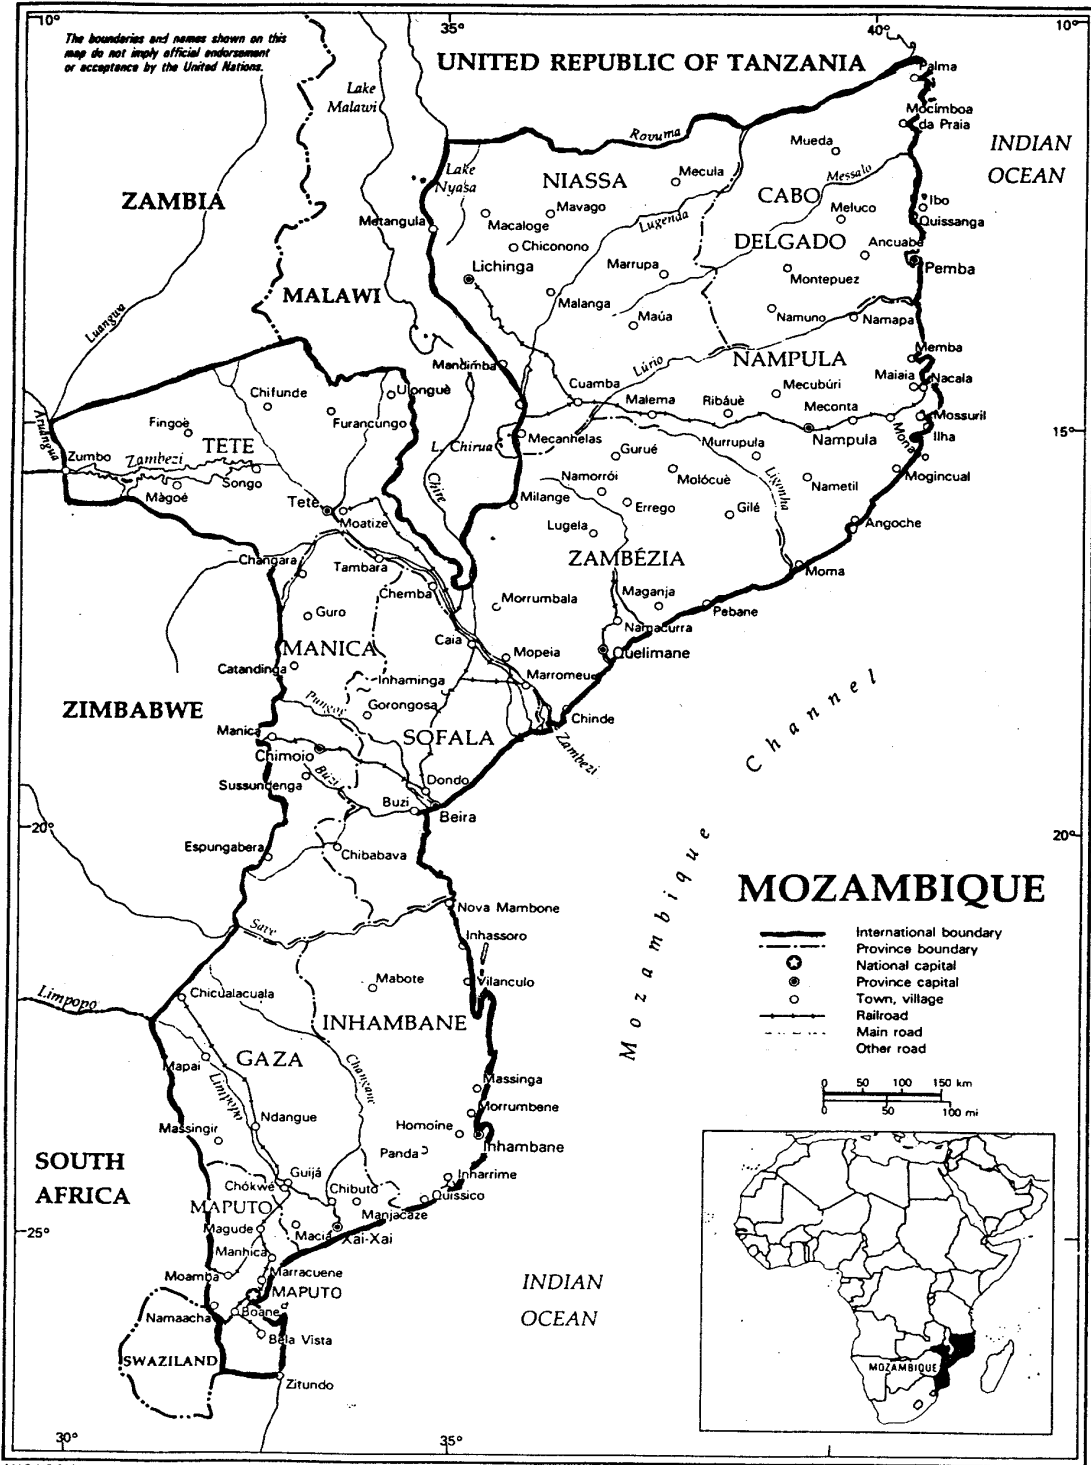 10°
35°
40°
10°
The boundaries and names shown on this
map do not imply official endorsement
or acceptance by the United Nations.
UNITED REPUBLIC OF TANZANIA
Palma
Lake
Malawi
Mocímboa
da Praia
Rovuma
Mueda
INDIAN
OCEAN
Lake
Nyasa
NIASSA
Mecula
Messalo
ZAMBIA
CABO
Ibo
Mavago
Meluco
Metangula
Macaloge
Lugenda
Quissanga
Chiconono
DELGADO
Ancuabe
Lichinga
Marrupa
Pemba
Montepuez
MALAWI
Malanga
Luangua
Maúa
Namuno
Namapa
Memba
Mandimba
Lúrio
NAMPULA
Maiaia
Nacala
Chifunde
Ulonguè
Cuamba
Mecubúri
Malema
Ribáuè
Meconta
Furancungo
Mossuril
Aruangua
Fingoè
L. Chirua
Mecanhelas
Nampula
Mona
Ilha
15°
TETE
Gurué
Murrupula
Zumbo
Zambezi
Songo
Namorrói
Molócuè
Ligonha
Nametil
Mogincual
Màgoé
Chire
Tete
Moatize
Milange
Errego
Gilé
Lugela
Angoche
ZAMBÉZIA
Changara
Tambara
Moma
Chemba
Maganja
Morrumbala
Pebane
Guro
Namacurra
MANICA
Caia
Mopeia
Quelimane
Catandinga
Inhaminga
Marromeu
ZIMBABWE
Pungog
Gorongosa
Chinde
Manica
SOFALA
Zambezi
Chimoio
Mozambique Channel
Sussundenga
Búzi
Dondo
Buzi
Beira
20°
20°
Espungabera
Chibabava
MOZAMBIQUE
Nova Mambone
Save
Inhassoro
International boundary
Province boundary
National capital
Province capital
Town, village
Railroad
Main road
Other road
Mabote
Vilanculo
Limpopo
Chicualacuala
INHAMBANE
GAZA
Mapai
Changane
Limpopo
Massinga
0 50 100 150 km
0 50 100 mi
Morrumbene
Ndangue
Homoíne
Massingir
Inhambane
Panda
SOUTH
AFRICA
Guijá
Inharrime
Chókwé
Chibuto
Quissico
MAPUTO
Manjacaze
Magude
Macia
Xai-Xai
25°
Manhica
Moamba
Marracuene
MAPUTO
INDIAN
OCEAN
Namaacha
Boane
Bela Vista
SWAZILAND
MOZAMBIQUE
Zitundo
30°
35°